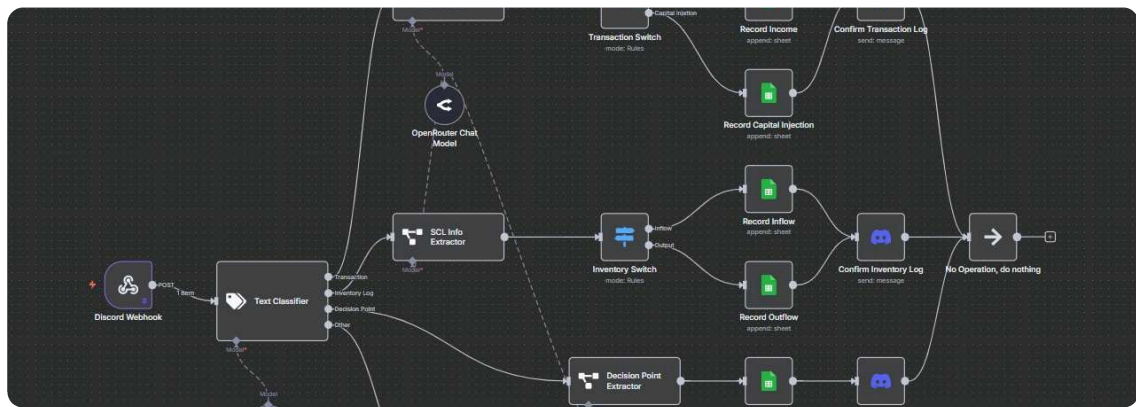 Capital Injetion
Model*
Transaction Switch
mode: Rules
Record Income
append: sheet
Confirm Transaction Log
send: message
Model
OpenRouter Chat
Model
Record Capital Injection
append: sheet
SCL Info
Extractor
Model*
Inflow
Output
Inventory Switch
mode: Rules
Record Inflow
append: sheet
Confirm Inventory Log
send: message
No Operation, do nothing
POST
1 item
Discord Webhook
Text Classifier
Transaction
Inventory Log
Decision Point
Other
Model*
Record Outflow
append: sheet
Decision Point
Extractor
Model